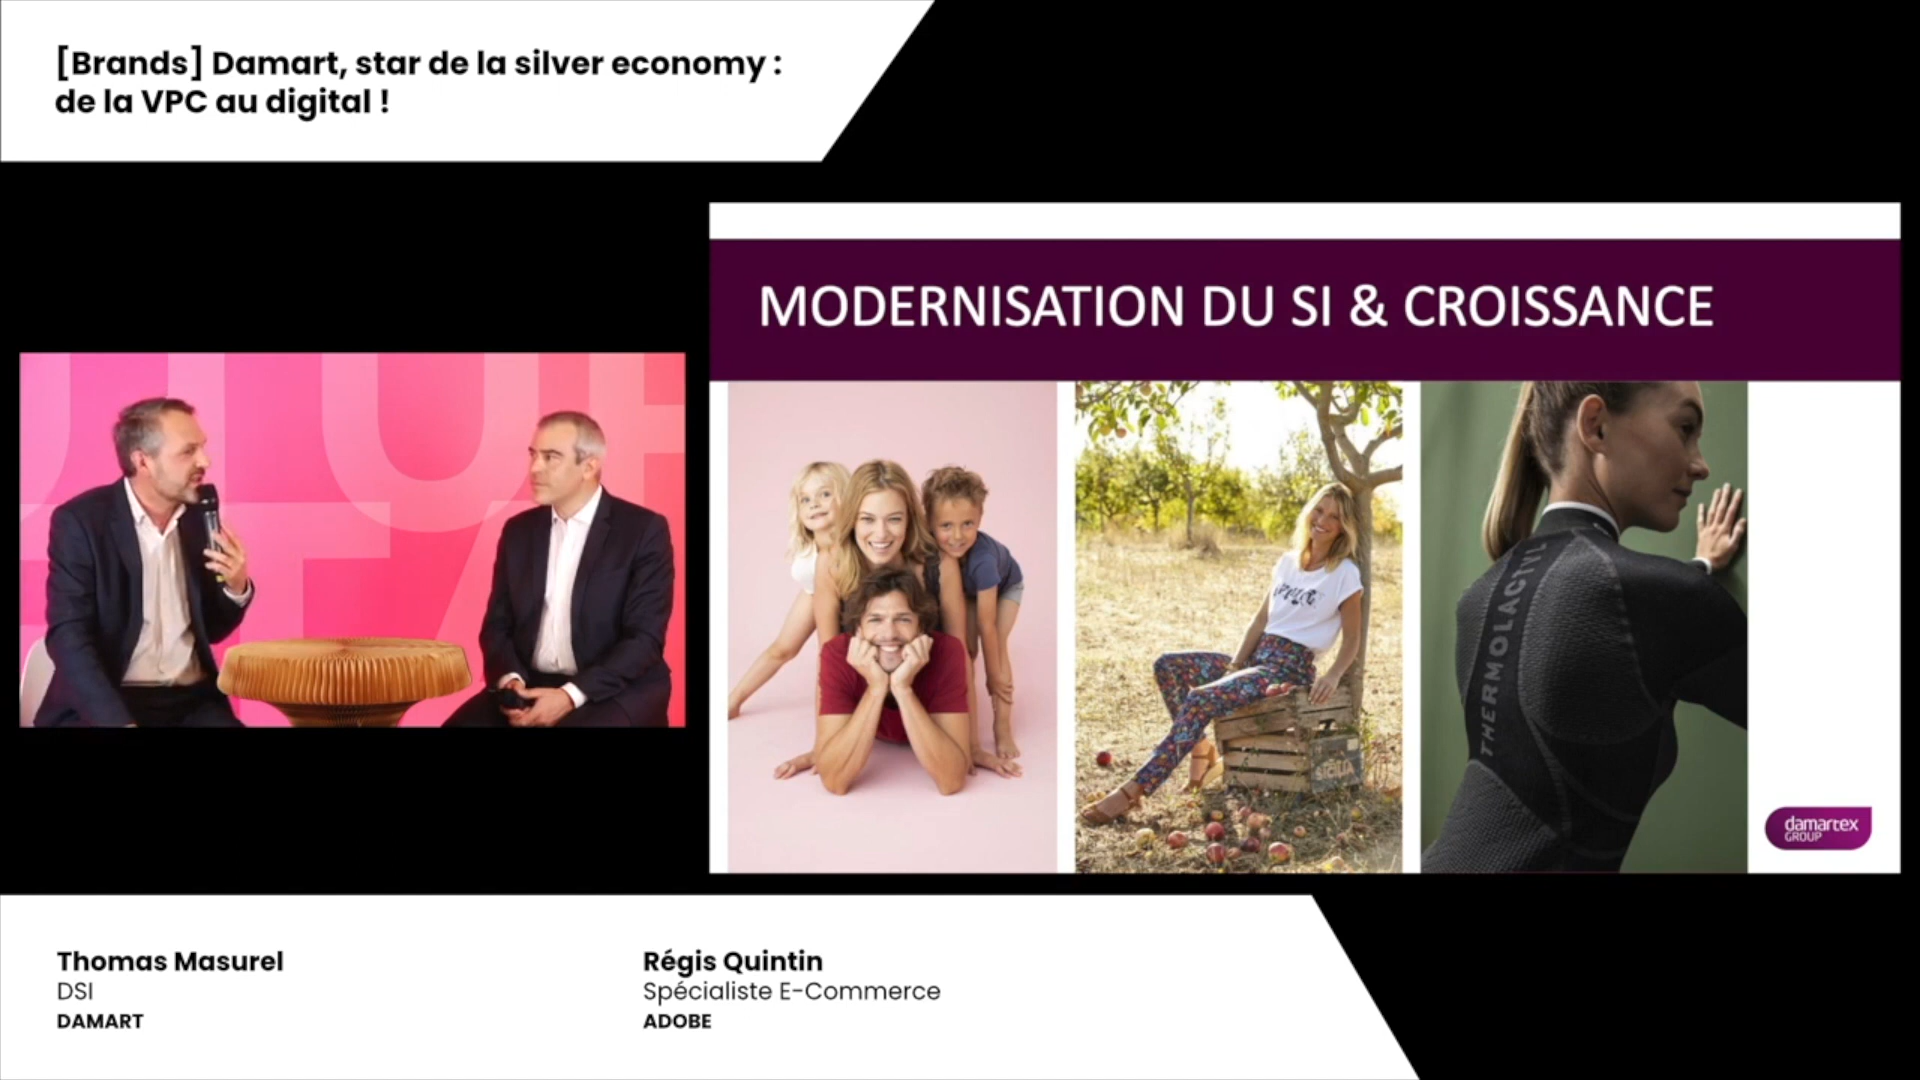 [Brands] Damart, star de la silver economy :
de la VPC au digital !
MODERNISATION DU SI & CROISSANCE
THERMOLACTYL
SICILIA
damartex
GROUP
Thomas Masurel
DSI
DAMART
Régis Quintin
Spécialiste E-Commerce
ADOBE